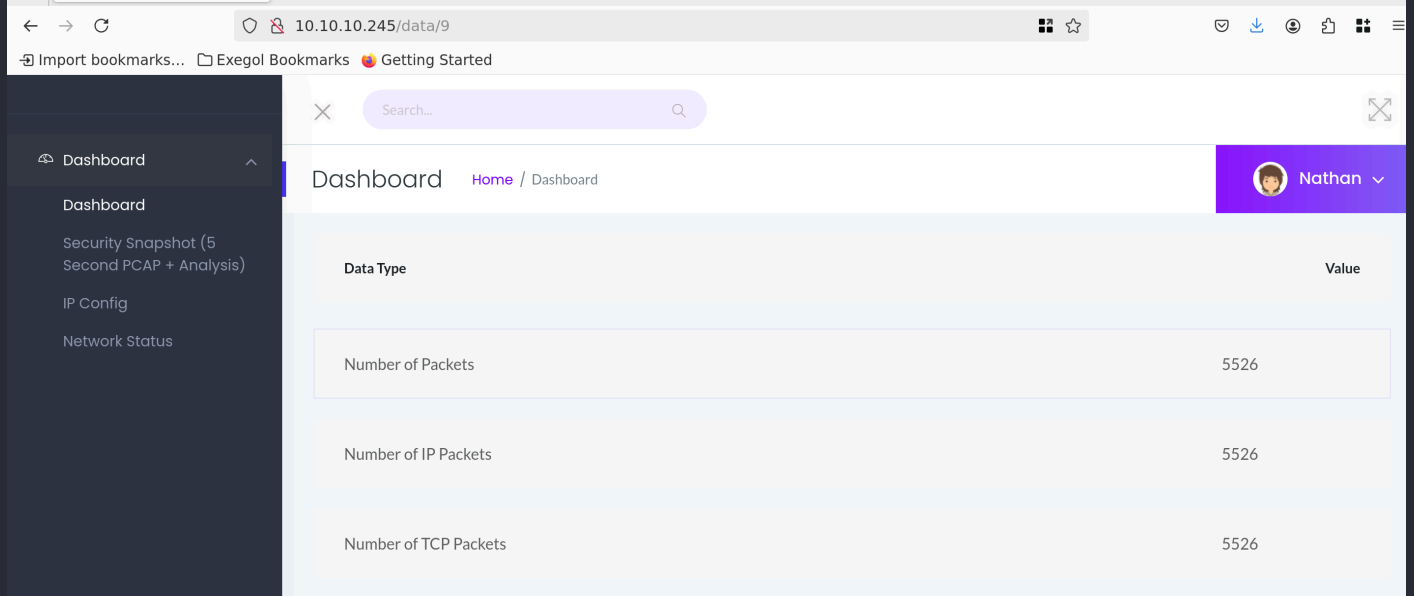 10.10.10.245/data/9
Import bookmarks... Exegol Bookmarks Getting Started
Search...
Dashboard
Dashboard
Security Snapshot (5
Second PCAP + Analysis)
IP Config
Network Status
Dashboard Home / Dashboard
Nathan
Data Type Value
Number of Packets 5526
Number of IP Packets 5526
Number of TCP Packets 5526